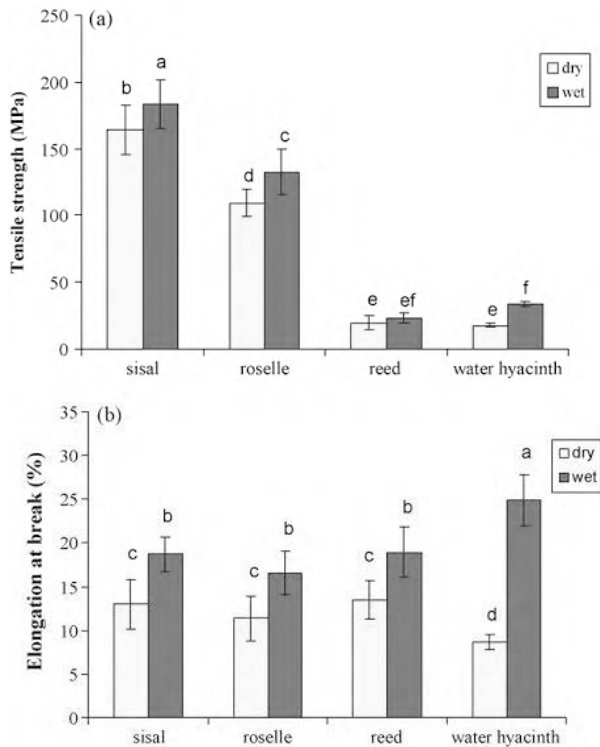 (a)
Tensile strength (MPa)
250
200
150
100
50
0
dry
wet
b
a
d
c
e
ef
e
f
sisal
roselle
reed
water hyacinth
(b)
Elongation at break (%)
35
30
25
20
15
10
5
0
dry
wet
c
b
c
b
c
b
d
a
sisal
roselle
reed
water hyacinth